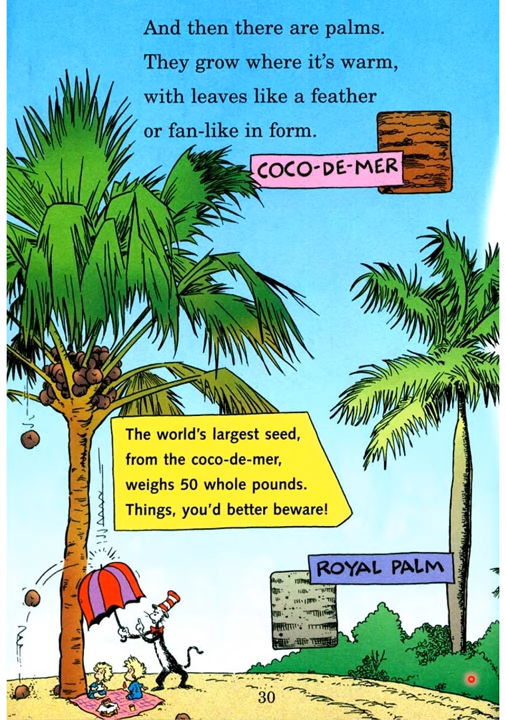 And then there are palms.
They grow where it's warm,
with leaves like a feather
or fan-like in form.
COCO-DE-MER
The world's largest seed,
from the coco-de-mer,
weighs 50 whole pounds.
Things, you'd better beware!
ROYAL PALM
30